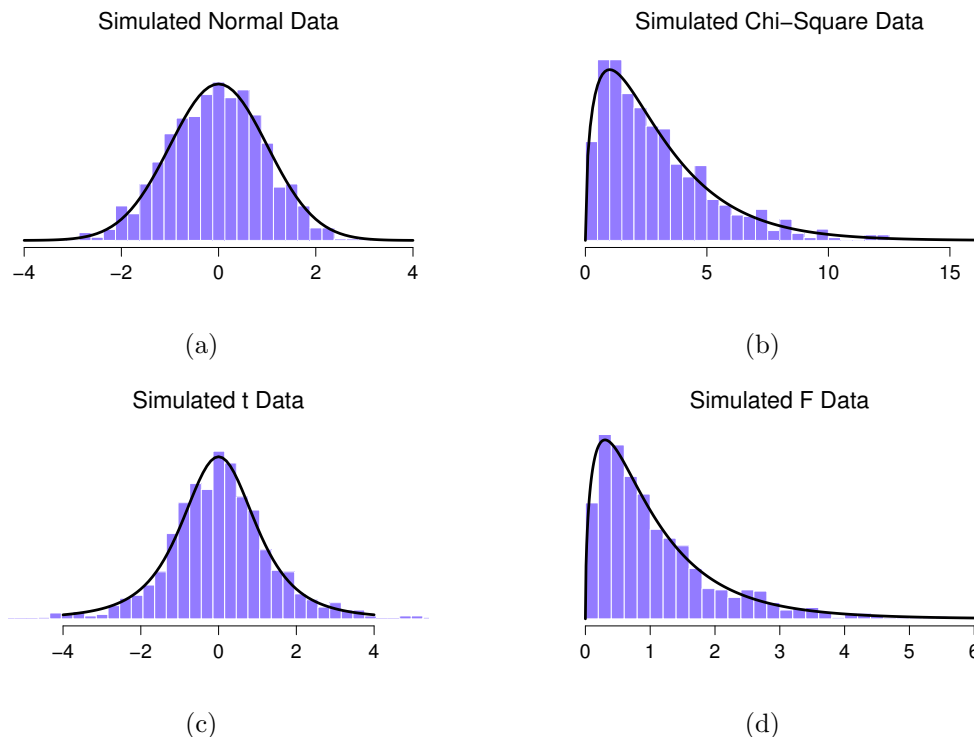 Simulated Normal Data
−4 −2 0 2 4
(a)
Simulated Chi−Square Data
0 5 10 15
(b)
Simulated t Data
−4 −2 0 2 4
(c)
Simulated F Data
0 1 2 3 4 5 6
(d)